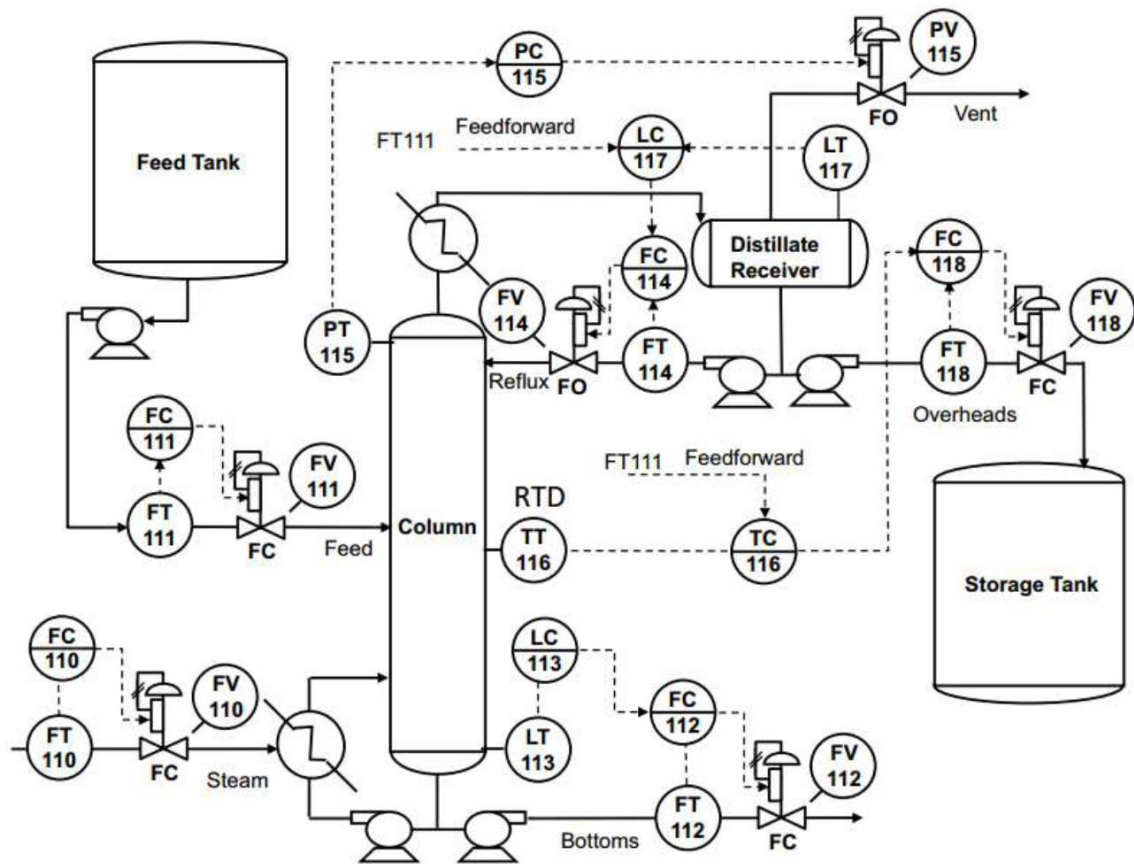 PC
115
PV
115
FO
Vent
FT111
Feedforward
LC
117
LT
117
Feed Tank
Distillate
Receiver
FC
114
FC
118
PT
115
FV
114
FT
114
Reflux
FO
FT
118
FV
118
FC
Overheads
FC
111
FV
111
FT
111
FC
Feed
Column
RTD
TT
116
FT111
Feedforward
TC
116
Storage Tank
FC
110
FV
110
FT
110
FC
Steam
LC
113
LT
113
FC
112
FT
112
FV
112
FC
Bottoms